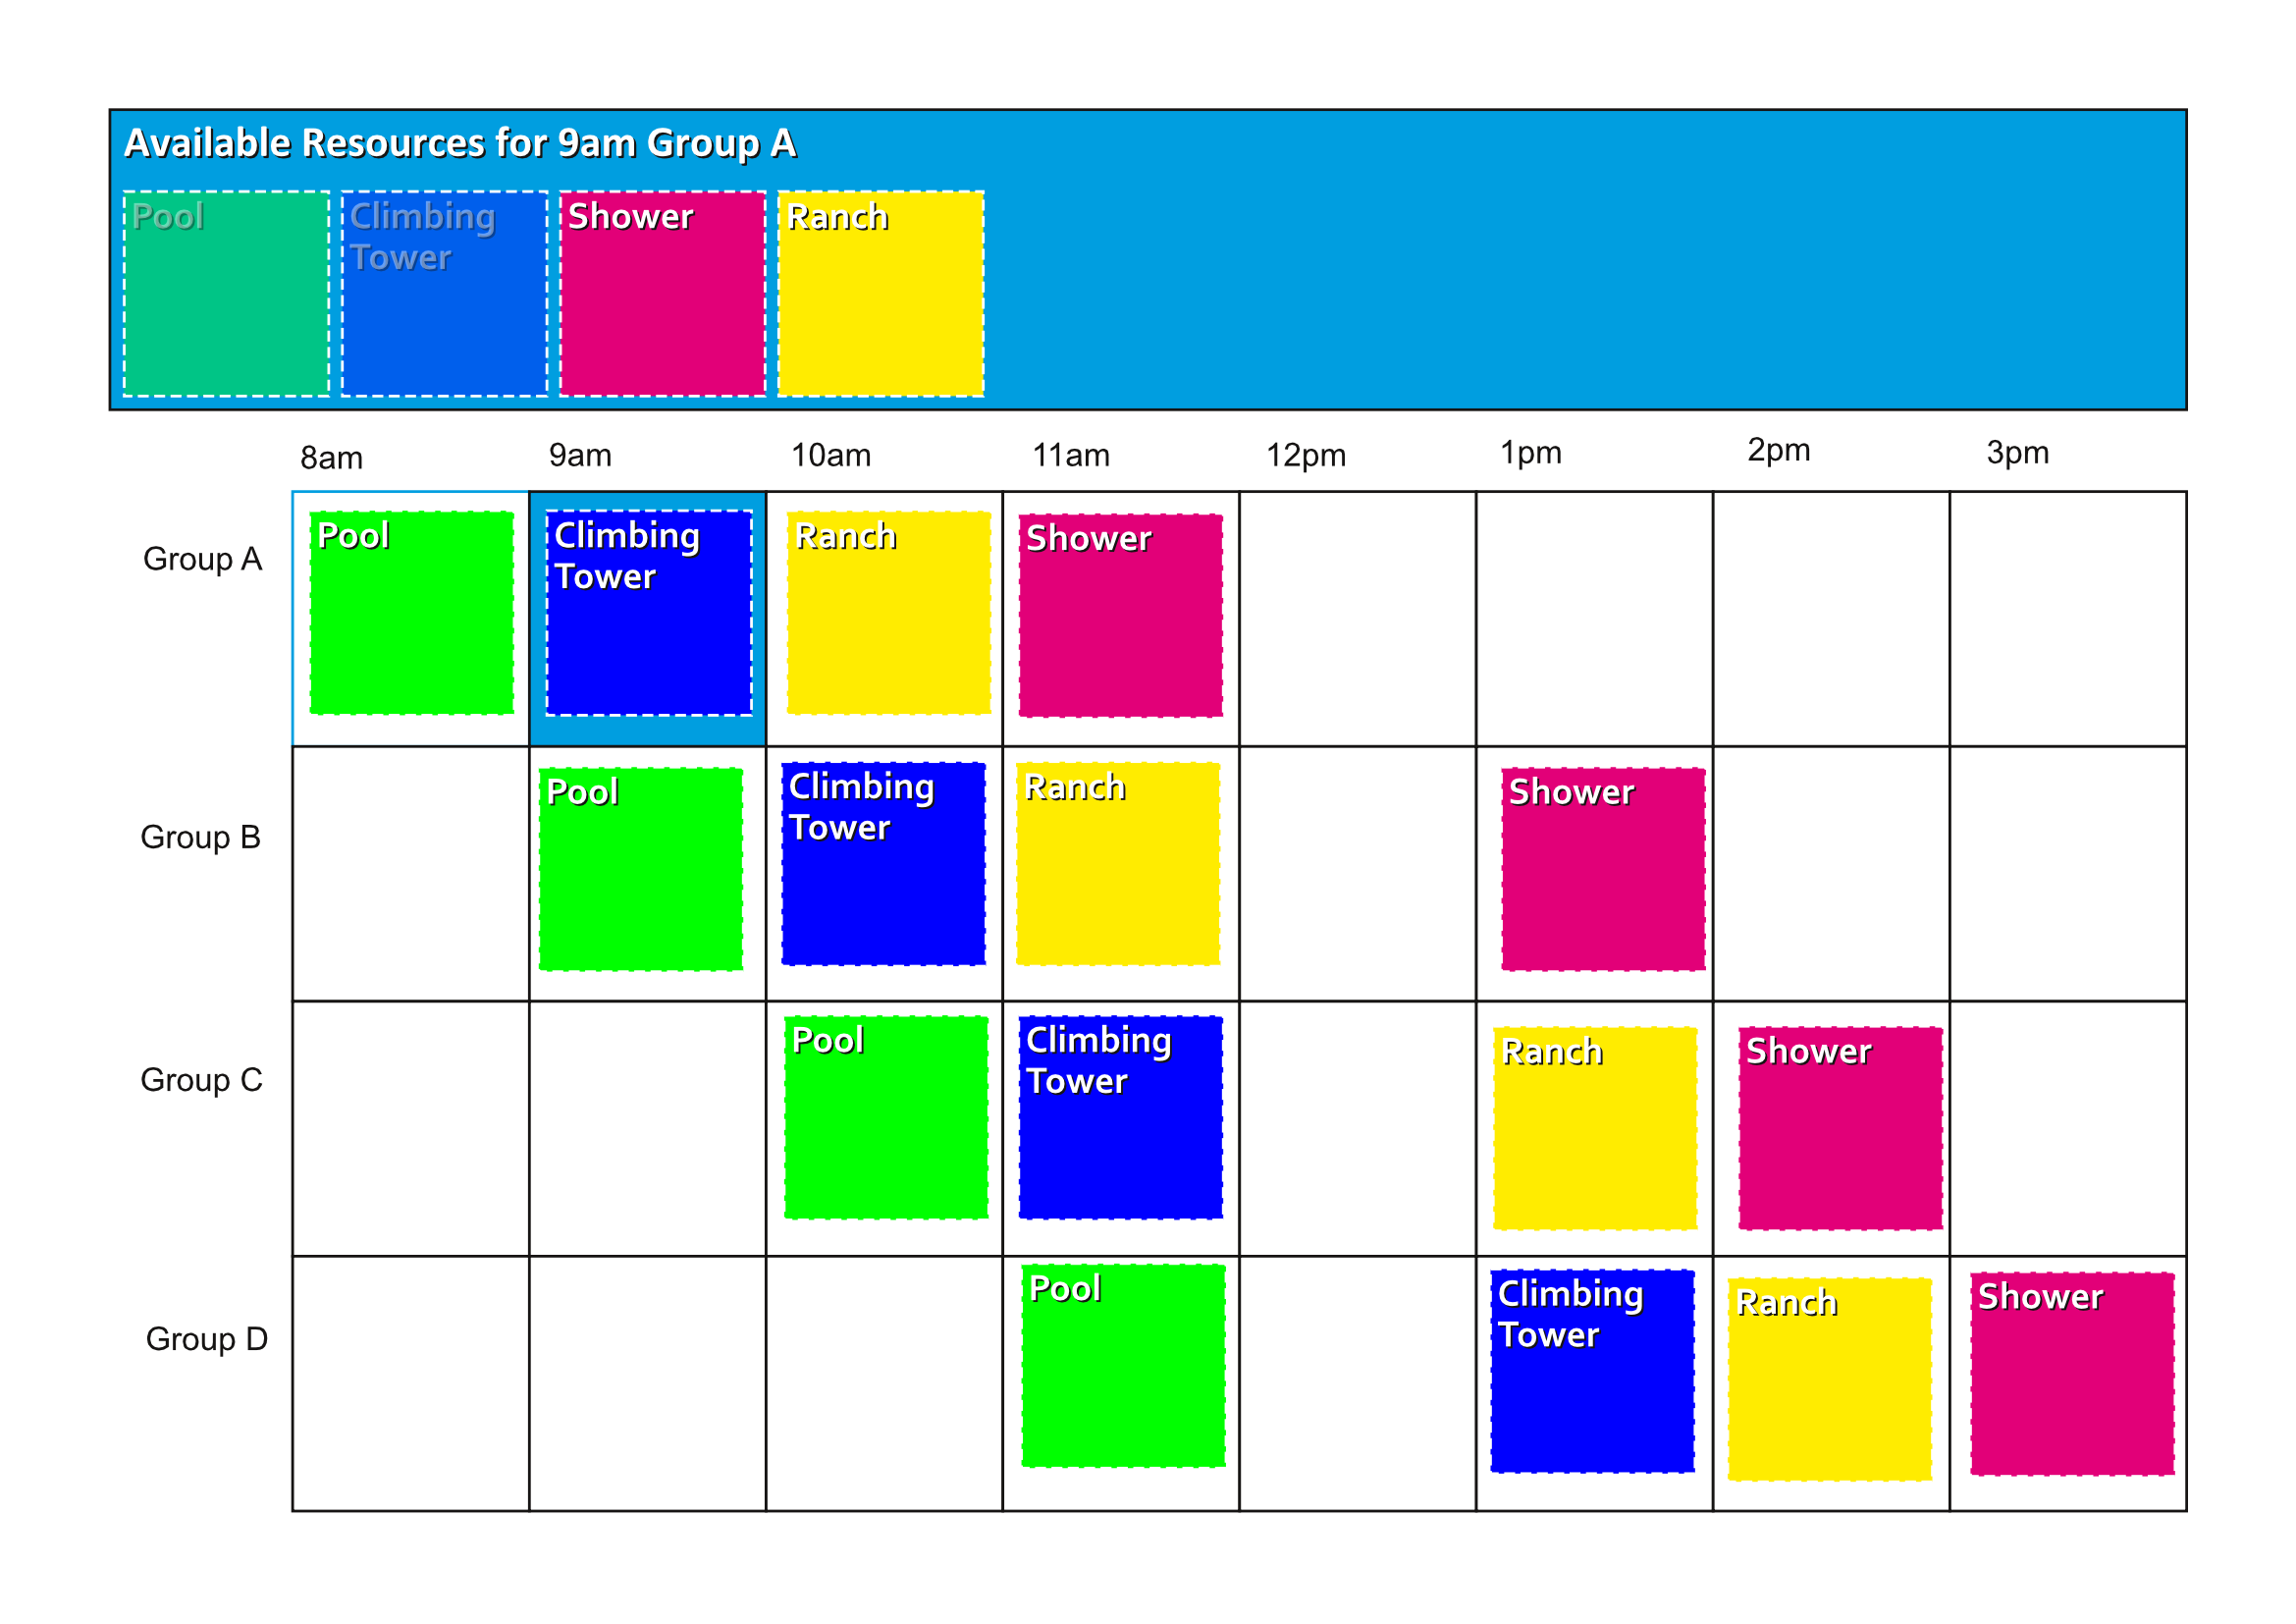 Available Resources for 9am Group A
Pool
Climbing
Tower
Shower
Ranch
8am
9am
10am
11am
12pm
1pm
2pm
3pm
Group A
Pool
Climbing
Tower
Ranch
Shower
Group B
Pool
Climbing
Tower
Ranch
Shower
Group C
Pool
Climbing
Tower
Ranch
Shower
Group D
Pool
Climbing
Tower
Ranch
Shower